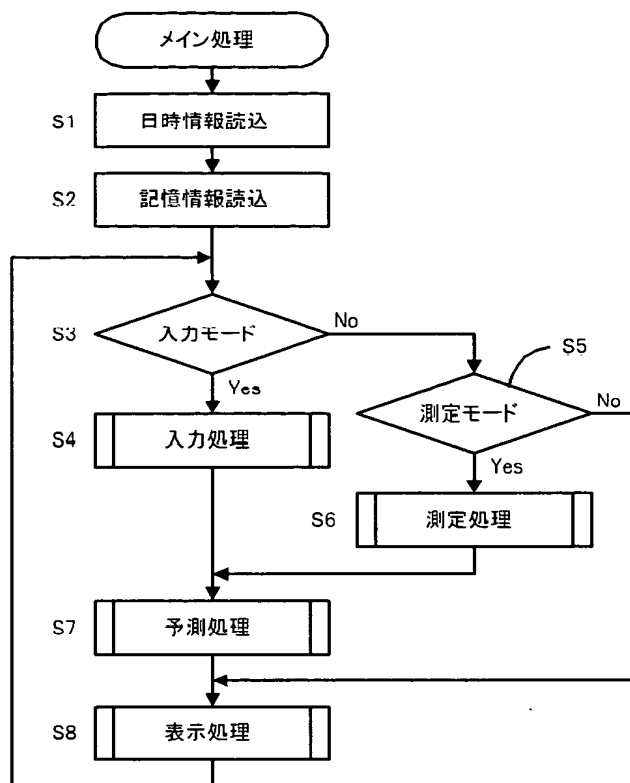 メイン処理
S1 日時情報読込
S2 記憶情報読込
S3 入力モード No
S5
Yes
測定モード No
S4 入力処理
Yes
S6 測定処理
S7 予測処理
S8 表示処理